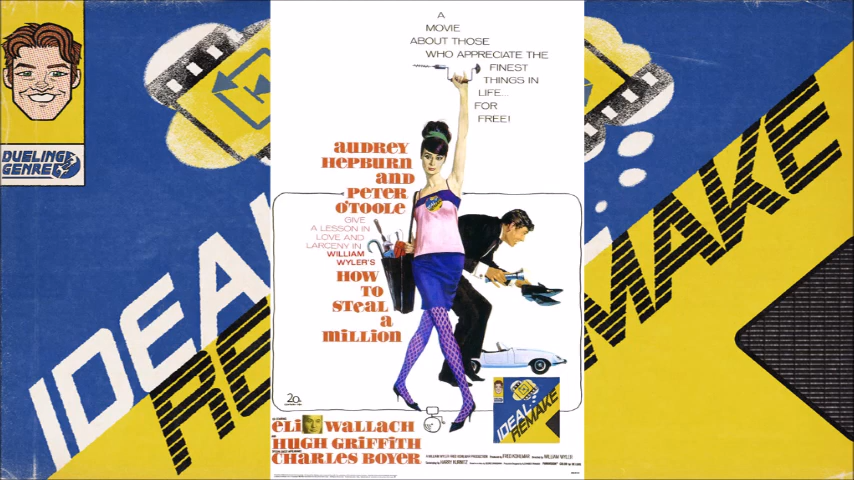 DUELING
GENRE
IDEAL
REMAKE
A
MOVIE
ABOUT THOSE
WHO APPRECIATE THE
FINEST
THINGS IN
LIFE...
FOR
FREE!
AUDREY
HEPBURN
AND
PETER
O'TOOLE
GIVE
A LESSON IN
LOVE AND
LARCENY IN
WILLIAM
WYLER'S
HOW
TO
STEAL
A
MILLION
20
ELI WALLACH
HUGH GRIFFITH
CHARLES BOYER
IDEAL
REMAKE